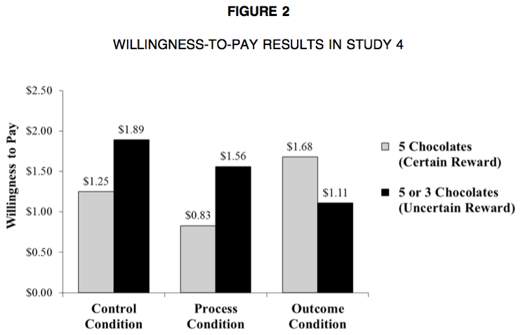 FIGURE 2
WILLINGNESS-TO-PAY RESULTS IN STUDY 4
Willingness to Pay
$2.50
$2.00
$1.50
$1.00
$0.50
$0.00
$1.25
$1.89
$0.83
$1.56
$1.68
$1.11
Control
Condition
Process
Condition
Outcome
Condition
5 Chocolates
(Certain Reward)
5 or 3 Chocolates
(Uncertain Reward)